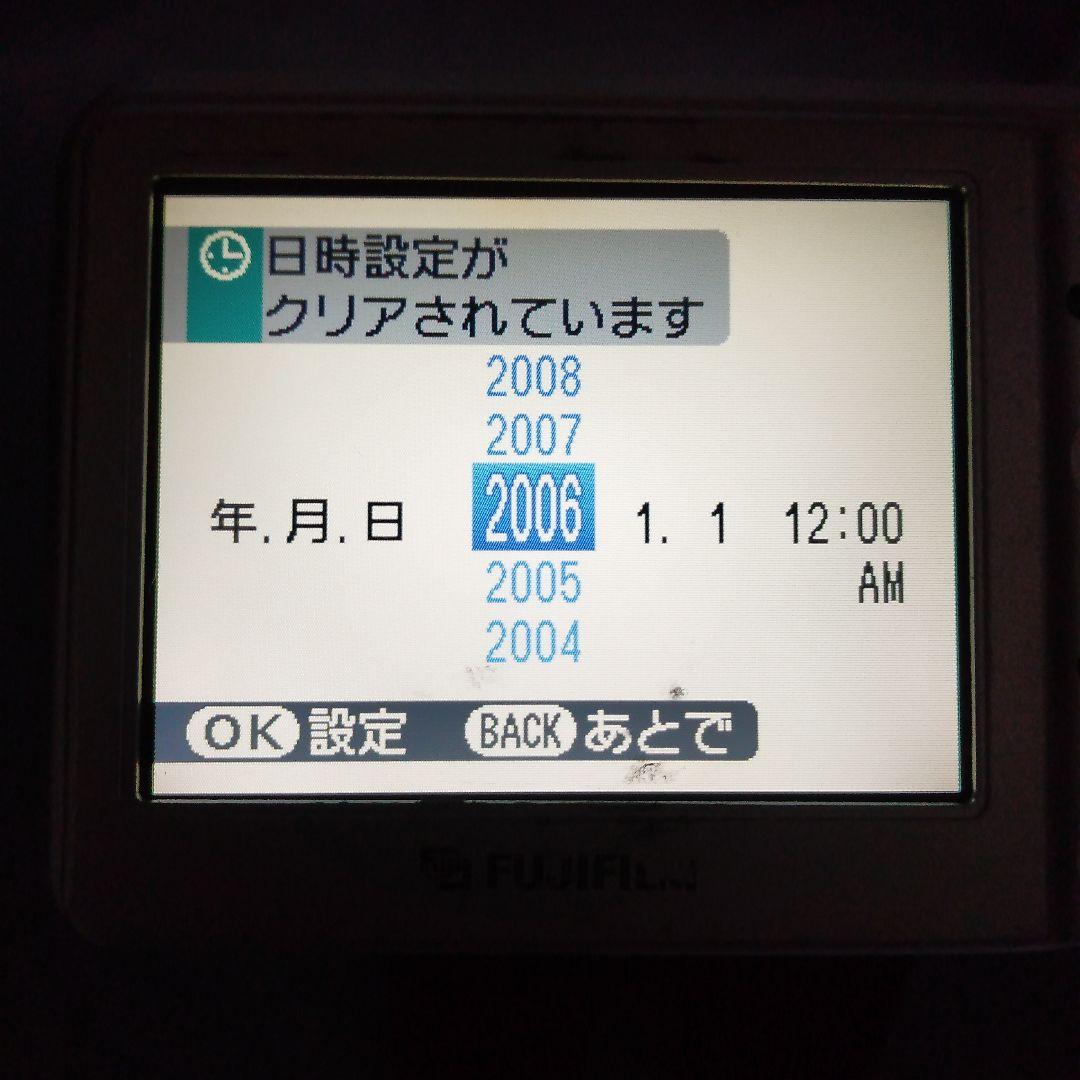 日時設定が
クリアされています
2008
2007
年.月.日 2006 1. 1 12:00
AM
2005
2004
OK 設定 BACK あとで
FUJIFILM